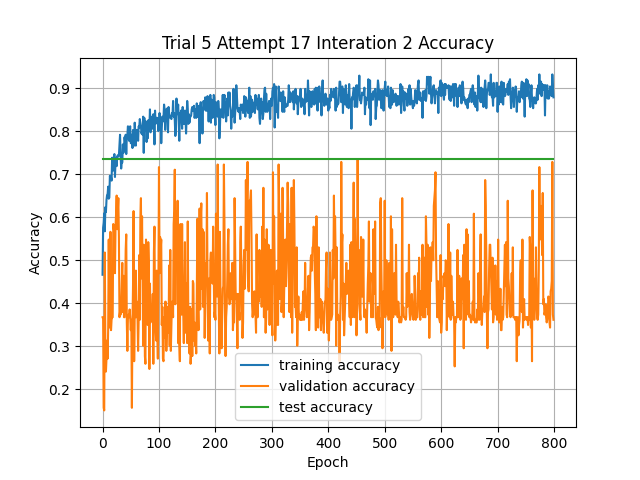 Trial 5 Attempt 17 Interation 2 Accuracy
Accuracy
0.9
0.8
0.7
0.6
0.5
0.4
0.3
0.2
training accuracy
validation accuracy
test accuracy
0 100 200 300 400 500 600 700 800
Epoch